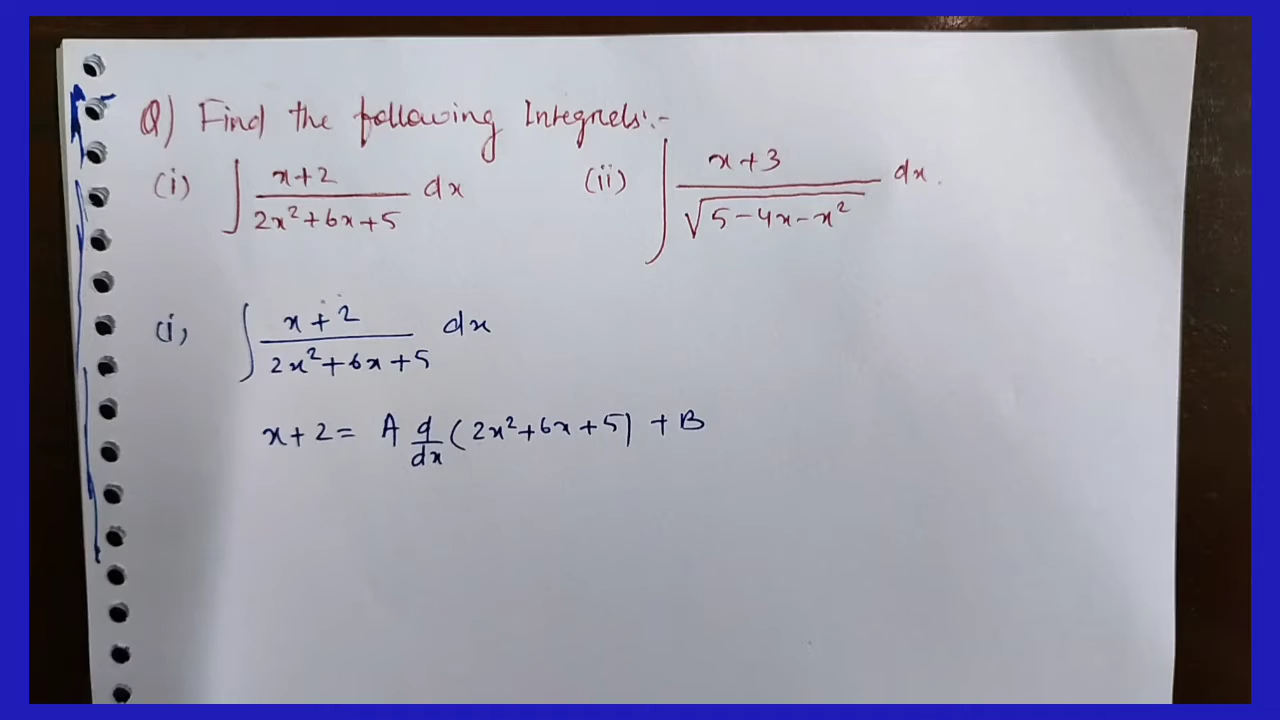 Q) Find the following Integrels:-
(i) ∫ x+2 / 2x²+6x+5 dx (ii) ∫ x+3 / √5-4x-x² dx.
(i) ∫ x+2 / 2x²+6x+5 dx
x+2 = A d/dx (2x²+6x+5) + B